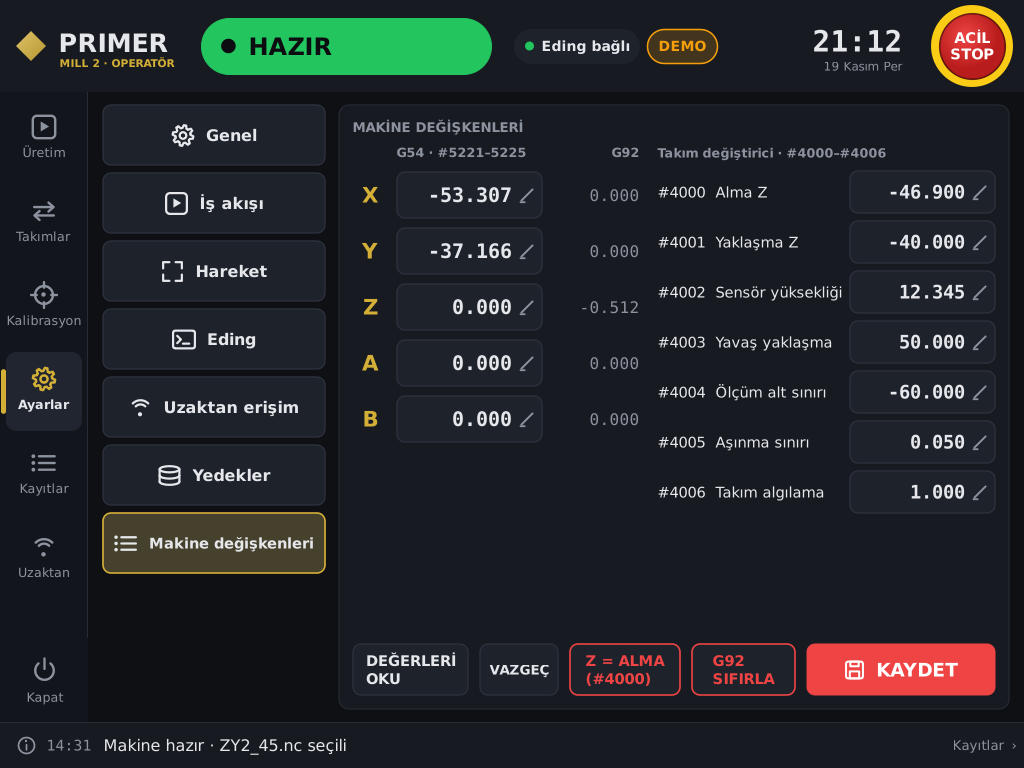 PRIMER
MILL 2 · OPERATÖR
HAZIR
Eding bağlı
DEMO
21:12
19 Kasım Per
ACİL
STOP
Üretim
Takımlar
Kalibrasyon
Ayarlar
Kayıtlar
Uzaktan
Kapat
Genel
İş akışı
Hareket
Eding
Uzaktan erişim
Yedekler
Makine değişkenleri
MAKİNE DEĞİŞKENLERİ
G54 · #5221–5225
G92
X -53.307 0.000
Y -37.166 0.000
Z 0.000 -0.512
A 0.000 0.000
B 0.000 0.000
Takım değiştirici · #4000–#4006
#4000 Alma Z -46.900
#4001 Yaklaşma Z -40.000
#4002 Sensör yüksekliği 12.345
#4003 Yavaş yaklaşma 50.000
#4004 Ölçüm alt sınırı -60.000
#4005 Aşınma sınırı 0.050
#4006 Takım algılama 1.000
DEĞERLERİ
OKU
VAZGEÇ
Z = ALMA
(#4000)
G92
SIFIRLA
KAYDET
14:31 Makine hazır · ZY2_45.nc seçili
Kayıtlar ›